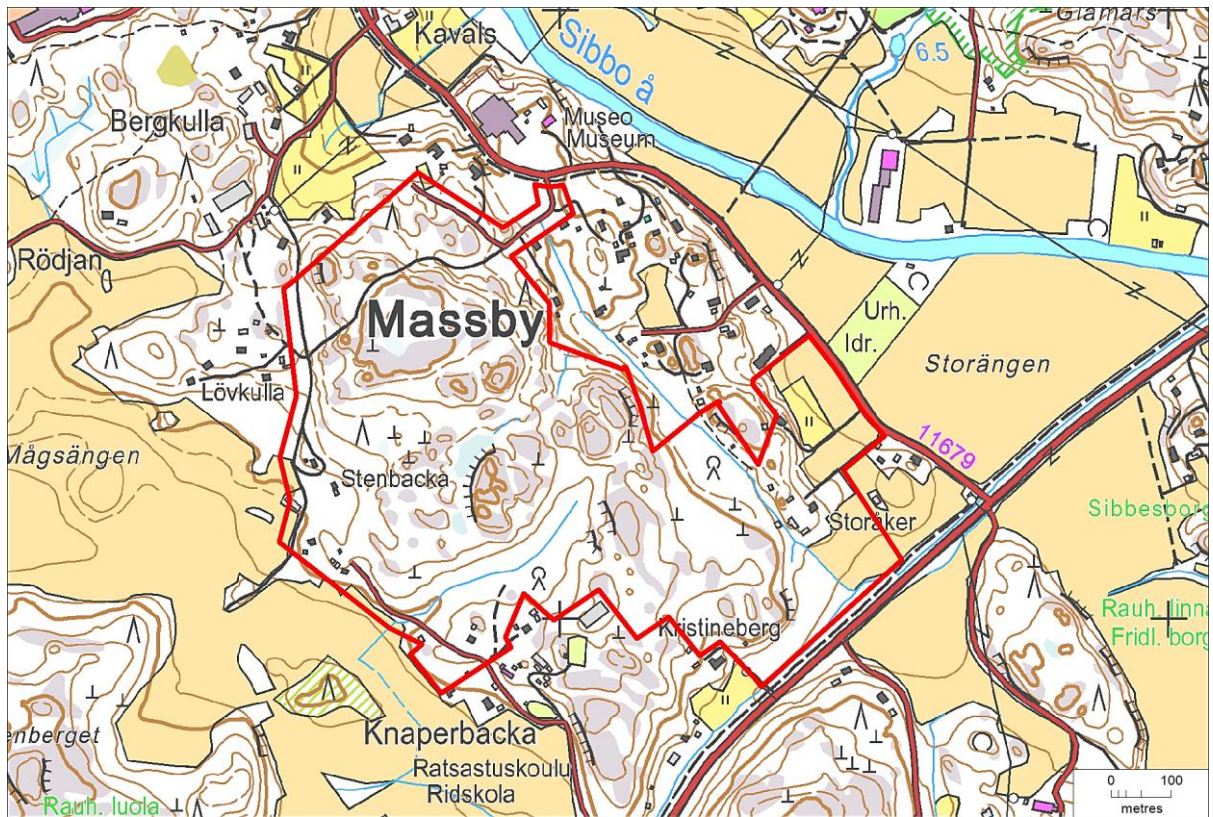 Glamars
Kavals
Sibbo å
6.5
Museo
Museum
Bergkulla
Rödjan
Massby
Urh.
Idr.
Storängen
Lövkulla
Mågsängen
11679
Stenbacka
Storåker
Sibbesborg
Rauh. linna
Fridl. borg
Kristineberg
Knaperbacka
enberget
Ratsastuskoulu
Ridskola
Rauh. luola
0 100
metres